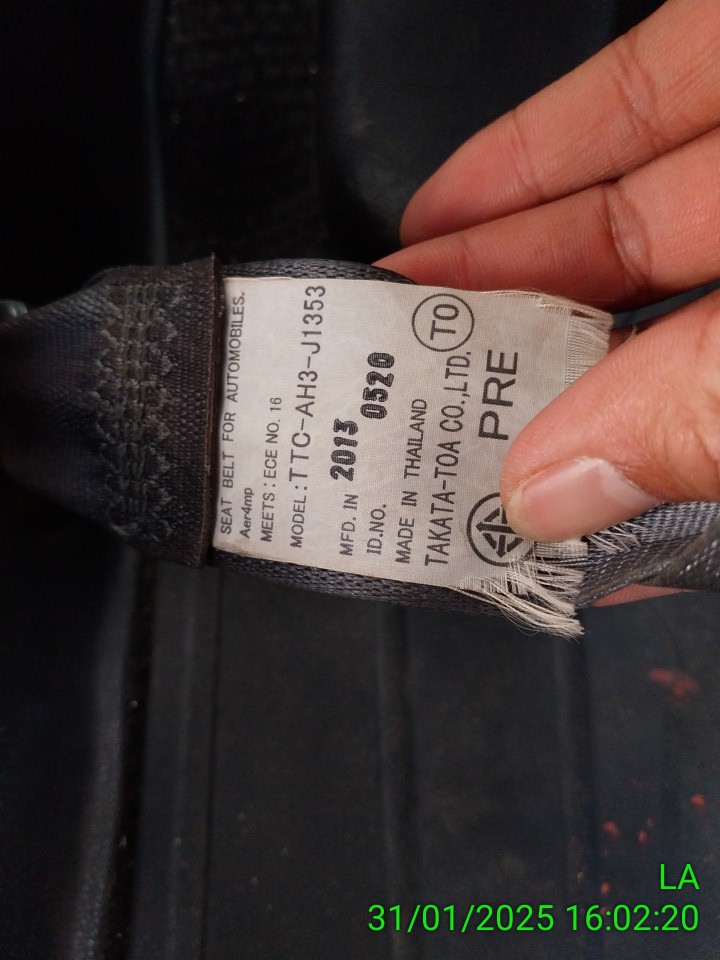 SEAT BELT FOR AUTOMOBILES.
Aer4mp
MEETS : ECE NO. 16
MODEL : TTC-AH3-J1353
MFD. IN 2013
ID.NO. 0520
MADE IN THAILAND
TAKATA-TOA CO.,LTD. TO
PRE
LA
31/01/2025 16:02:20